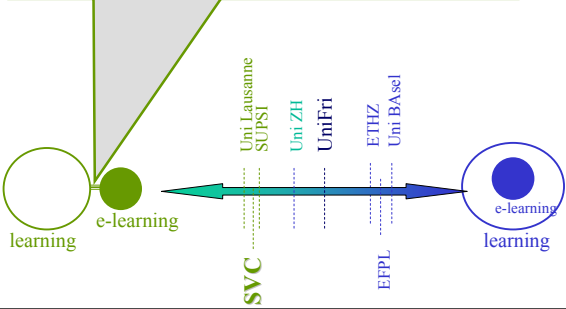 Uni Lausanne
SUPSI
Uni ZH
UniFri
ETHZ
Uni BAsel
e-learning
learning
e-learning
learning
SVC
EFPL